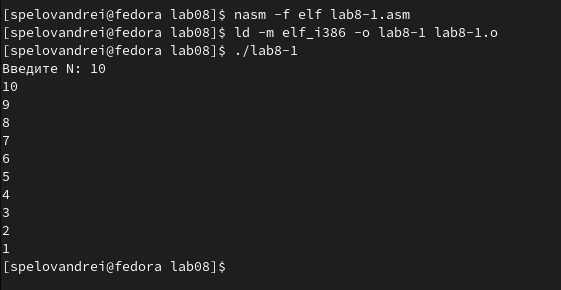 [spelovandrei@fedora lab08]$ nasm -f elf lab8-1.asm
[spelovandrei@fedora lab08]$ ld -m elf_i386 -o lab8-1 lab8-1.o
[spelovandrei@fedora lab08]$ ./lab8-1
Введите N: 10
10
9
8
7
6
5
4
3
2
1
[spelovandrei@fedora lab08]$